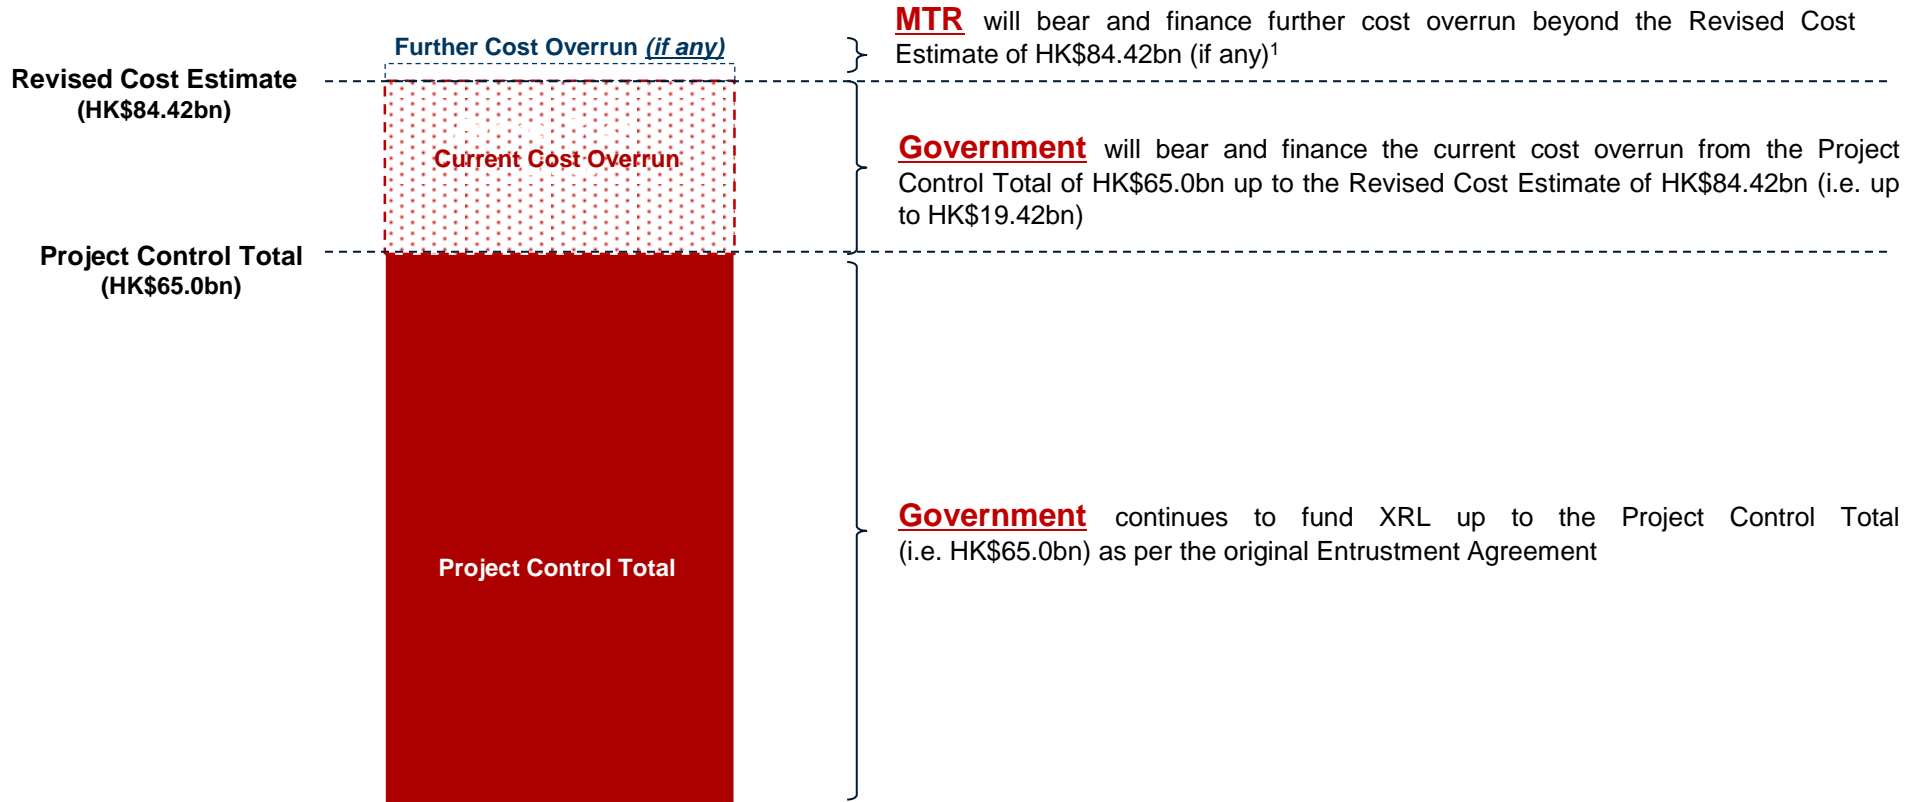 MTR will bear and finance further cost overrun beyond the Revised Cost
Estimate of HK$84.42bn (if any)¹
Further Cost Overrun (if any)
Revised Cost Estimate
(HK$84.42bn)
Current Cost Overrun
Government will bear and finance the current cost overrun from the Project
Control Total of HK$65.0bn up to the Revised Cost Estimate of HK$84.42bn (i.e. up
to HK$19.42bn)
Project Control Total
(HK$65.0bn)
Government continues to fund XRL up to the Project Control Total
(i.e. HK$65.0bn) as per the original Entrustment Agreement
Project Control Total